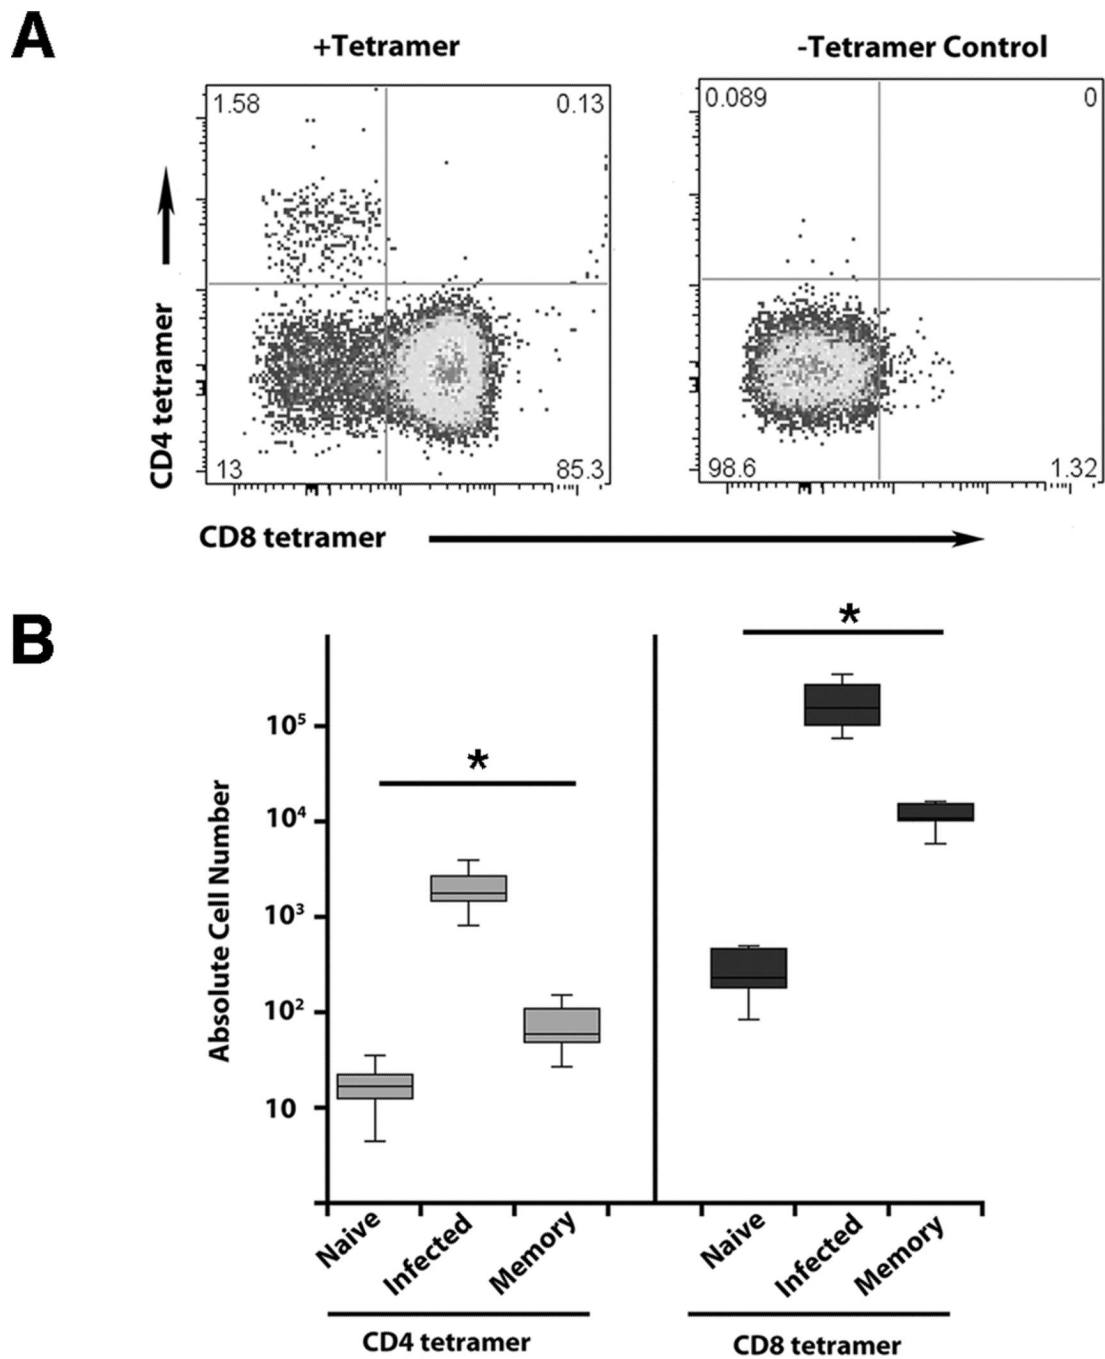 A
+Tetramer
-Tetramer Control
1.58
0.13
0.089
0
CD4 tetramer
13
85.3
98.6
1.32
CD8 tetramer
B
*
*
Absolute Cell Number
10⁵
10⁴
10³
10²
10
Naive
Infected
Memory
Naive
Infected
Memory
CD4 tetramer
CD8 tetramer